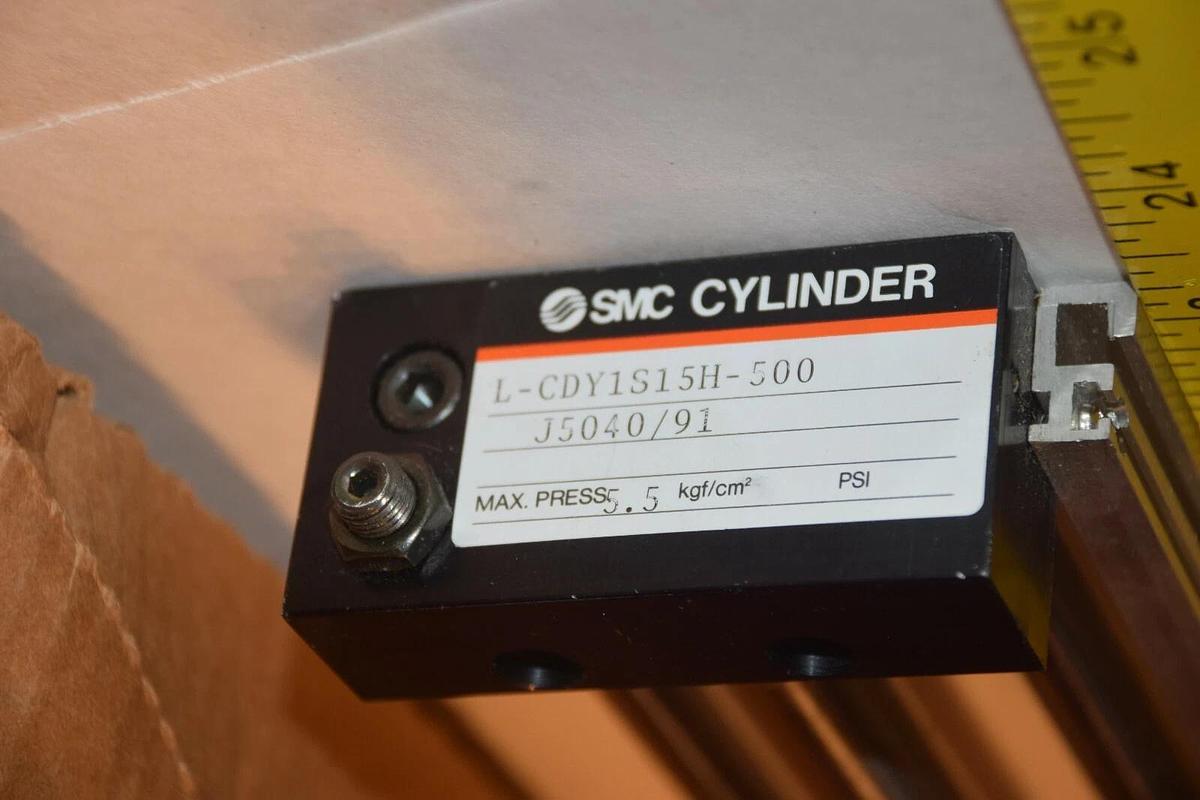 SMC CYLINDER
L-CDY1S15H-500
J5040/91
MAX. PRESS 5.5 kgf/cm² PSI
25
24